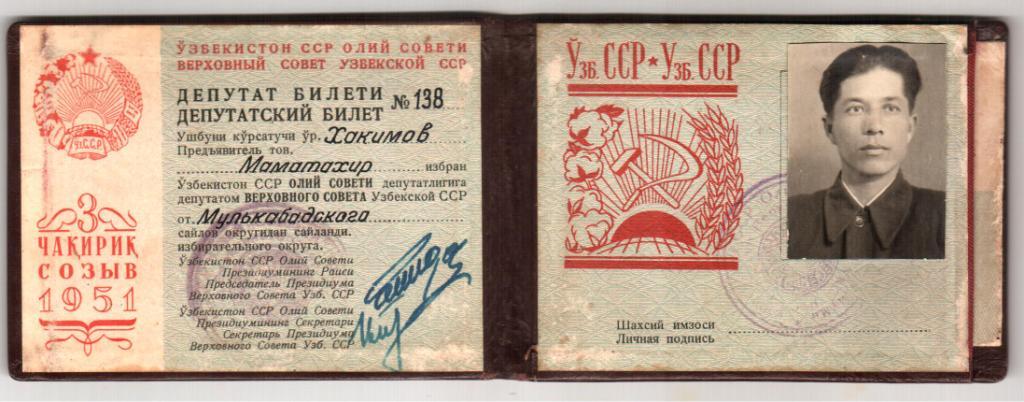 ЎзССР
3
ЧАҚИРИҚ
СОЗЫВ
1951
ЎЗБЕКИСТОН ССР ОЛИЙ СОВЕТИ
ВЕРХОВНЫЙ СОВЕТ УЗБЕКСКОЙ ССР
ДЕПУТАТ БИЛЕТИ
ДЕПУТАТСКИЙ БИЛЕТ № 138
Ушбуни кўрсатучи ўр. Хакимов
Предъявитель тов.
Маматахир избран
Ўзбекистон ССР ОЛИЙ СОВЕТИ депутатлигига
депутатом ВЕРХОВНОГО СОВЕТА Узбекской ССР
от Мулькабадского
сайлов округидан сайланди.
избирательного округа.
Ўзбекистон ССР Олий Совети
Президиумининг Раиси
Председатель Президиума
Верховного Совета Узб. ССР
Ўзбекистон ССР Олий Совети
Президиумининг Секретари
Секретарь Президиума
Верховного Совета Узб. ССР
Ўзб. ССР ★ Узб. ССР
Шахсий имзоси
Личная подпись